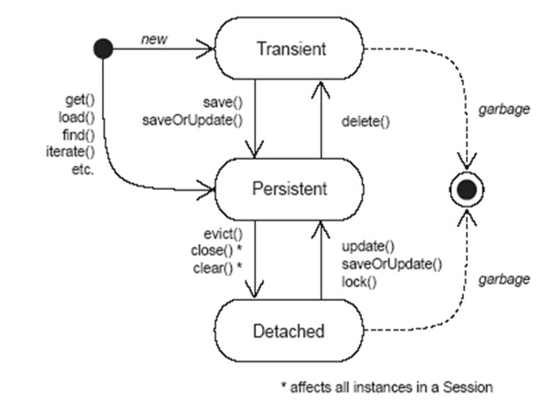 new
Transient
get()
load()
find()
iterate()
etc.
save()
saveOrUpdate()
delete()
garbage
Persistent
evict()
close() *
clear() *
update()
saveOrUpdate()
lock()
garbage
Detached
* affects all instances in a Session